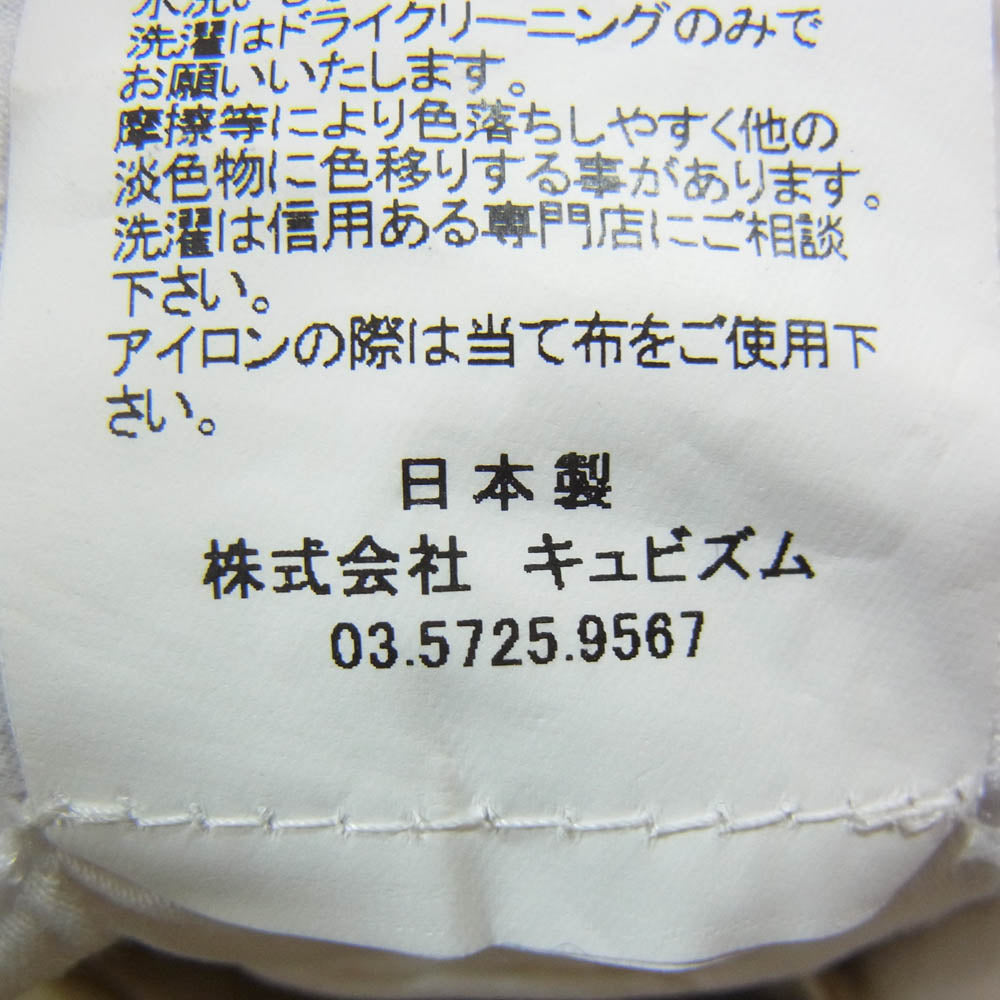 洗濯はドライクリーニングのみで
お願いいたします。
摩擦等により色落ちしやすく他の
淡色物に色移りする事があります。
洗濯は信用ある専門店にご相談
下さい。
アイロンの際は当て布をご使用下
さい。
日本製
株式会社 キュビズム
03.5725.9567